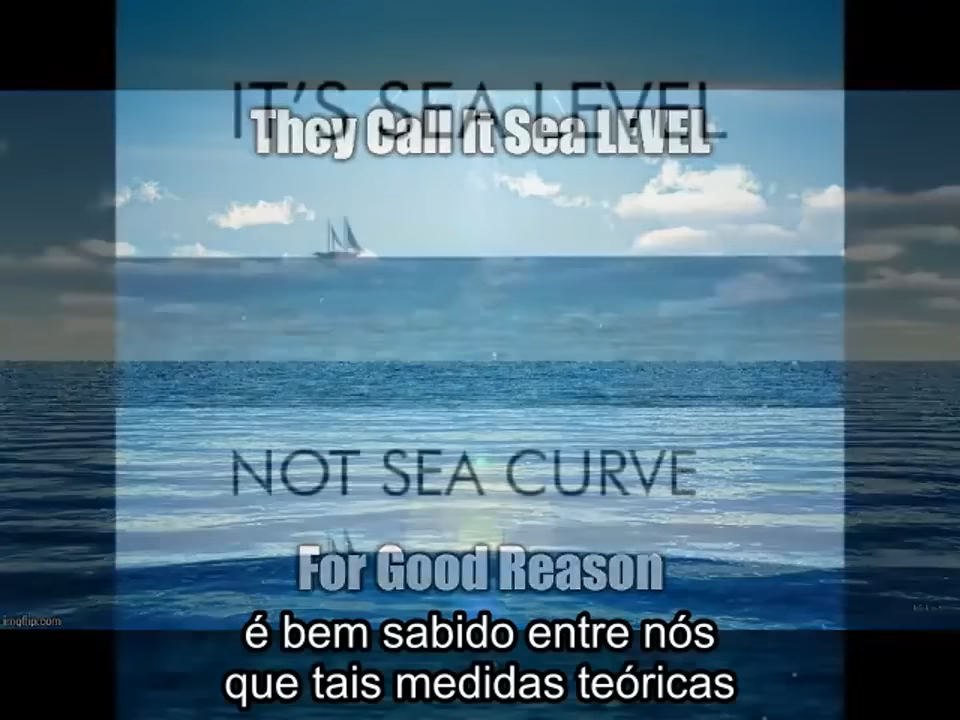 IT'S SEA LEVEL
They Call It Sea LEVEL
NOT SEA CURVE
For Good Reason
imgflip.com
é bem sabido entre nós
que tais medidas teóricas